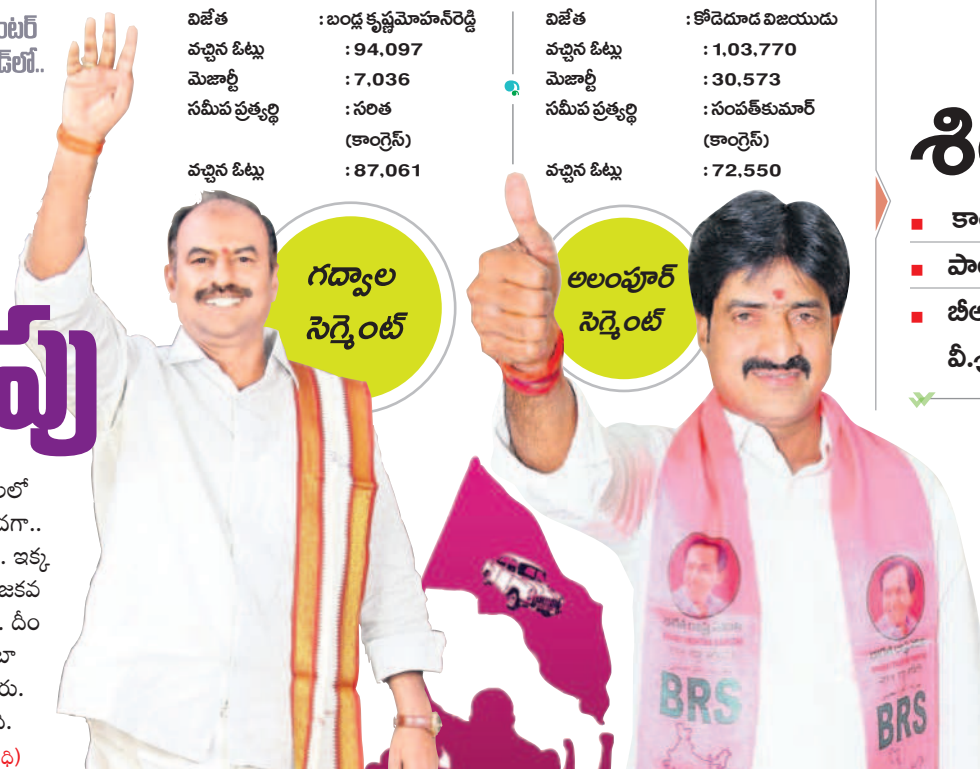 విజేత : బండ్ల కృష్ణమోహన్‌రెడ్డి
వచ్చిన ఓట్లు : 94,097
మెజార్టీ : 7,036
సమీప ప్రత్యర్థి : సరిత
(కాంగ్రెస్)
వచ్చిన ఓట్లు : 87,061
గద్వాల
సెగ్మెంట్
విజేత : కోడెదూడ విజయుడు
వచ్చిన ఓట్లు : 1,03,770
మెజార్టీ : 30,573
సమీప ప్రత్యర్థి : సంపత్‌కుమార్
(కాంగ్రెస్)
వచ్చిన ఓట్లు : 72,550
అలంపూర్
సెగ్మెంట్
ఇక్క
దీం
BRS
BRS